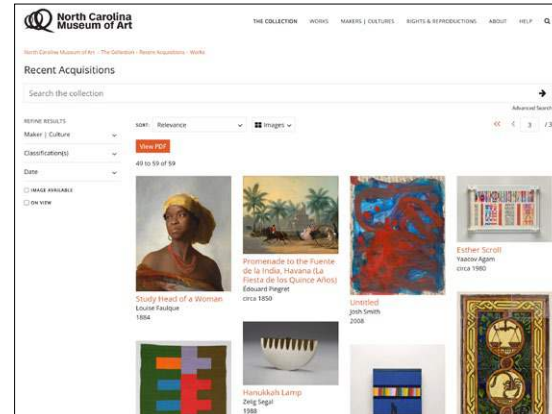 North Carolina
Museum of Art
THE COLLECTION WORKS MAKERS | CULTURES RIGHTS & REPRODUCTIONS ABOUT HELP
North Carolina Museum of Art › The Collection › Recent Acquisitions › Works
Recent Acquisitions
Search the collection
Advanced Search
REFINE RESULTS
Maker | Culture
Classification(s)
Date
IMAGE AVAILABLE
ON VIEW
SORT: Relevance Images
3 / 3
View PDF
49 to 59 of 59
Study Head of a Woman
Louise Faulque
1884
Promenade to the Fuente
de la India, Havana (La
Fiesta de los Quince Años)
Edouard Pingret
circa 1850
Untitled
Josh Smith
2008
Esther Scroll
Yaacov Agam
circa 1980
Hanukkah Lamp
Zelig Segal
1988